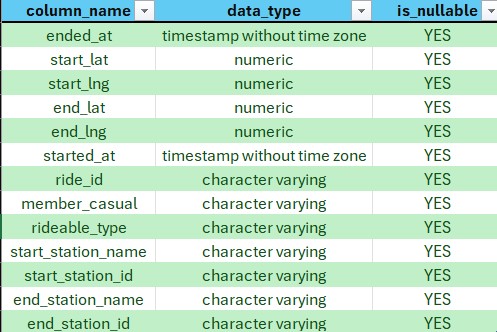 column_name data_type is_nullable
ended_at timestamp without time zone YES
start_lat numeric YES
start_lng numeric YES
end_lat numeric YES
end_lng numeric YES
started_at timestamp without time zone YES
ride_id character varying YES
member_casual character varying YES
rideable_type character varying YES
start_station_name character varying YES
start_station_id character varying YES
end_station_name character varying YES
end_station_id character varying YES